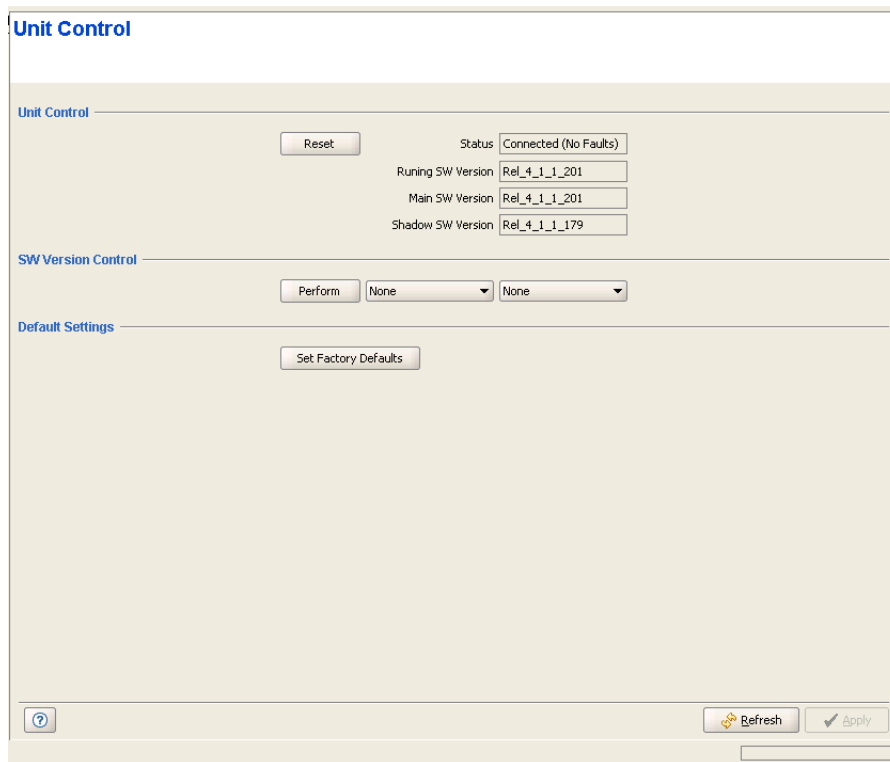 Unit Control
Unit Control
Reset Status Connected (No Faults)
Runing SW Version Rel_4_1_1_201
Main SW Version Rel_4_1_1_201
Shadow SW Version Rel_4_1_1_179
SW Version Control
Perform None None
Default Settings
Set Factory Defaults
Refresh Apply